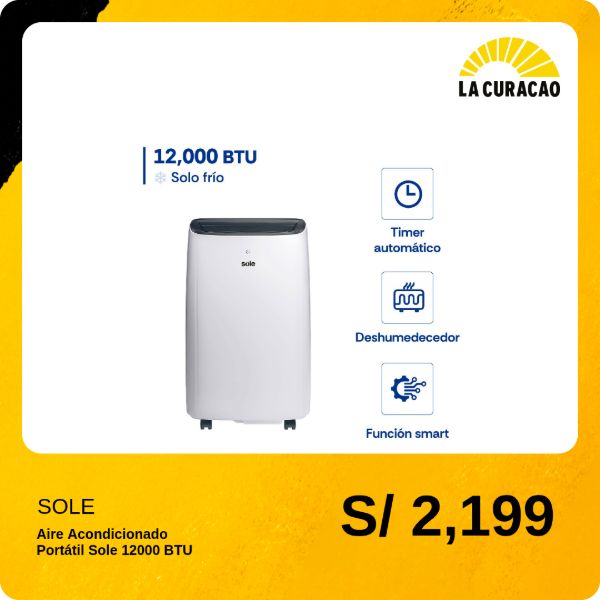 LA CURACAO
12,000 BTU
Solo frío
sole
Timer
automático
Deshumedecedor
Función smart
SOLE
S/ 2,199
Aire Acondicionado
Portátil Sole 12000 BTU